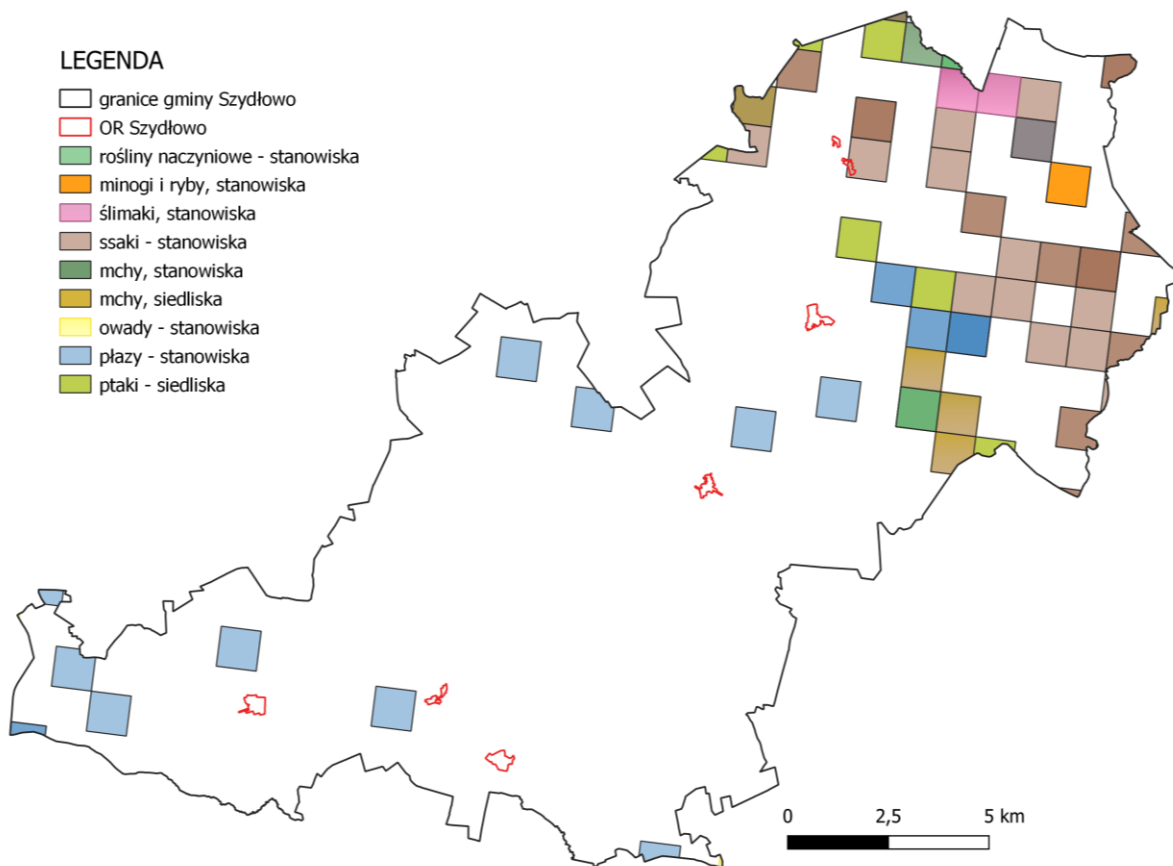 LEGENDA
granice gminy Szydłowo
OR Szydłowo
rośliny naczyniowe - stanowiska
minogi i ryby, stanowiska
ślimaki, stanowiska
ssaki - stanowiska
mchy, stanowiska
mchy, siedliska
owady - stanowiska
płazy - stanowiska
ptaki - siedliska
0 2,5 5 km